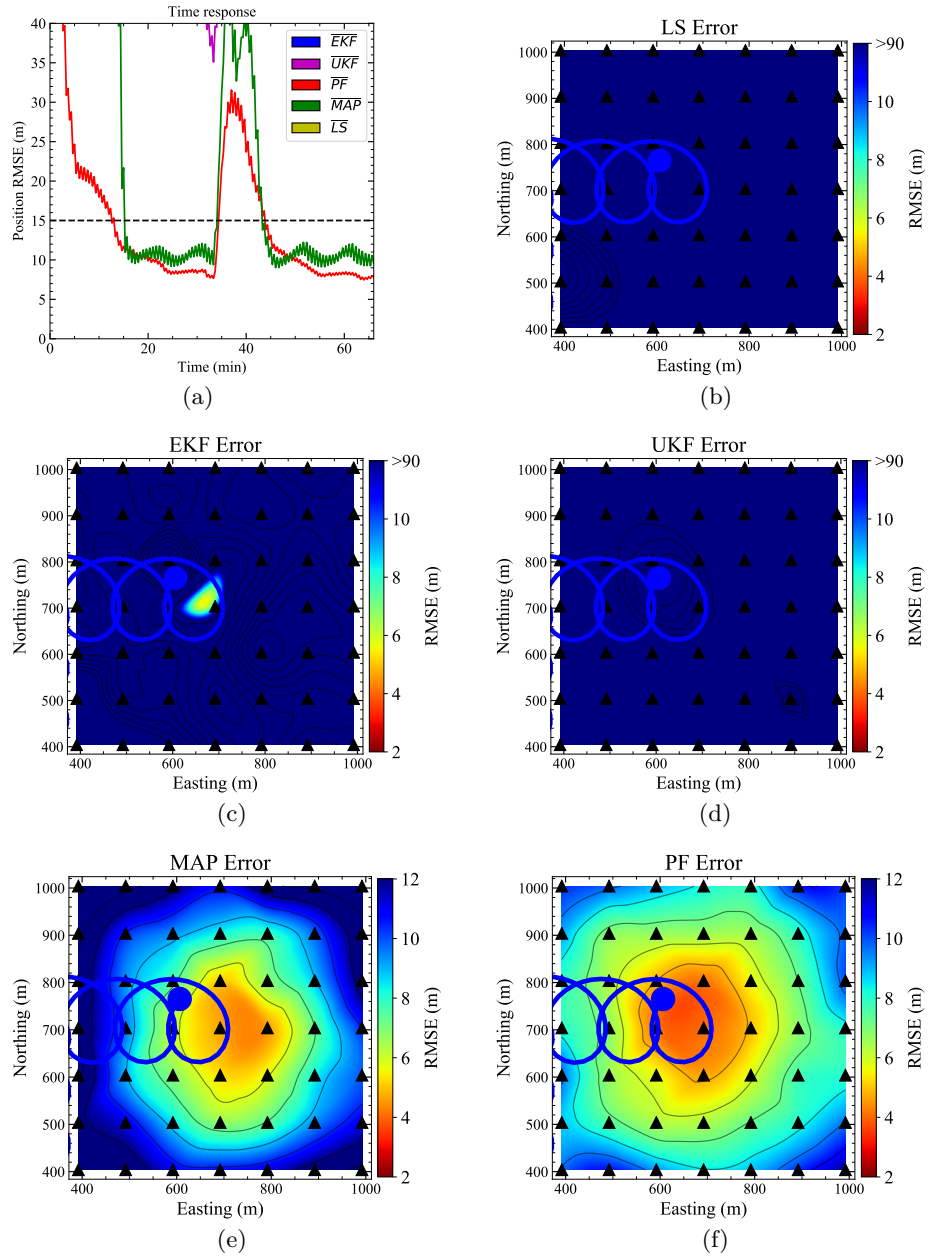 Time response
Position RMSE (m)
40
35
30
25
20
15
10
5
0
EKF
UKF
PF
MAP
LS
0 20 40 60
Time (min)
(a)
LS Error
Northing (m)
1000
900
800
700
600
500
400
400 600 800 1000
Easting (m)
>90
10
8
6
4
2
RMSE (m)
(b)
EKF Error
Northing (m)
1000
900
800
700
600
500
400
400 600 800 1000
Easting (m)
>90
10
8
6
4
2
RMSE (m)
(c)
UKF Error
Northing (m)
1000
900
800
700
600
500
400
400 600 800 1000
Easting (m)
>90
10
8
6
4
2
RMSE (m)
(d)
MAP Error
Northing (m)
1000
900
800
700
600
500
400
400 600 800 1000
Easting (m)
12
10
8
6
4
2
RMSE (m)
(e)
PF Error
Northing (m)
1000
900
800
700
600
500
400
400 600 800 1000
Easting (m)
12
10
8
6
4
2
RMSE (m)
(f)